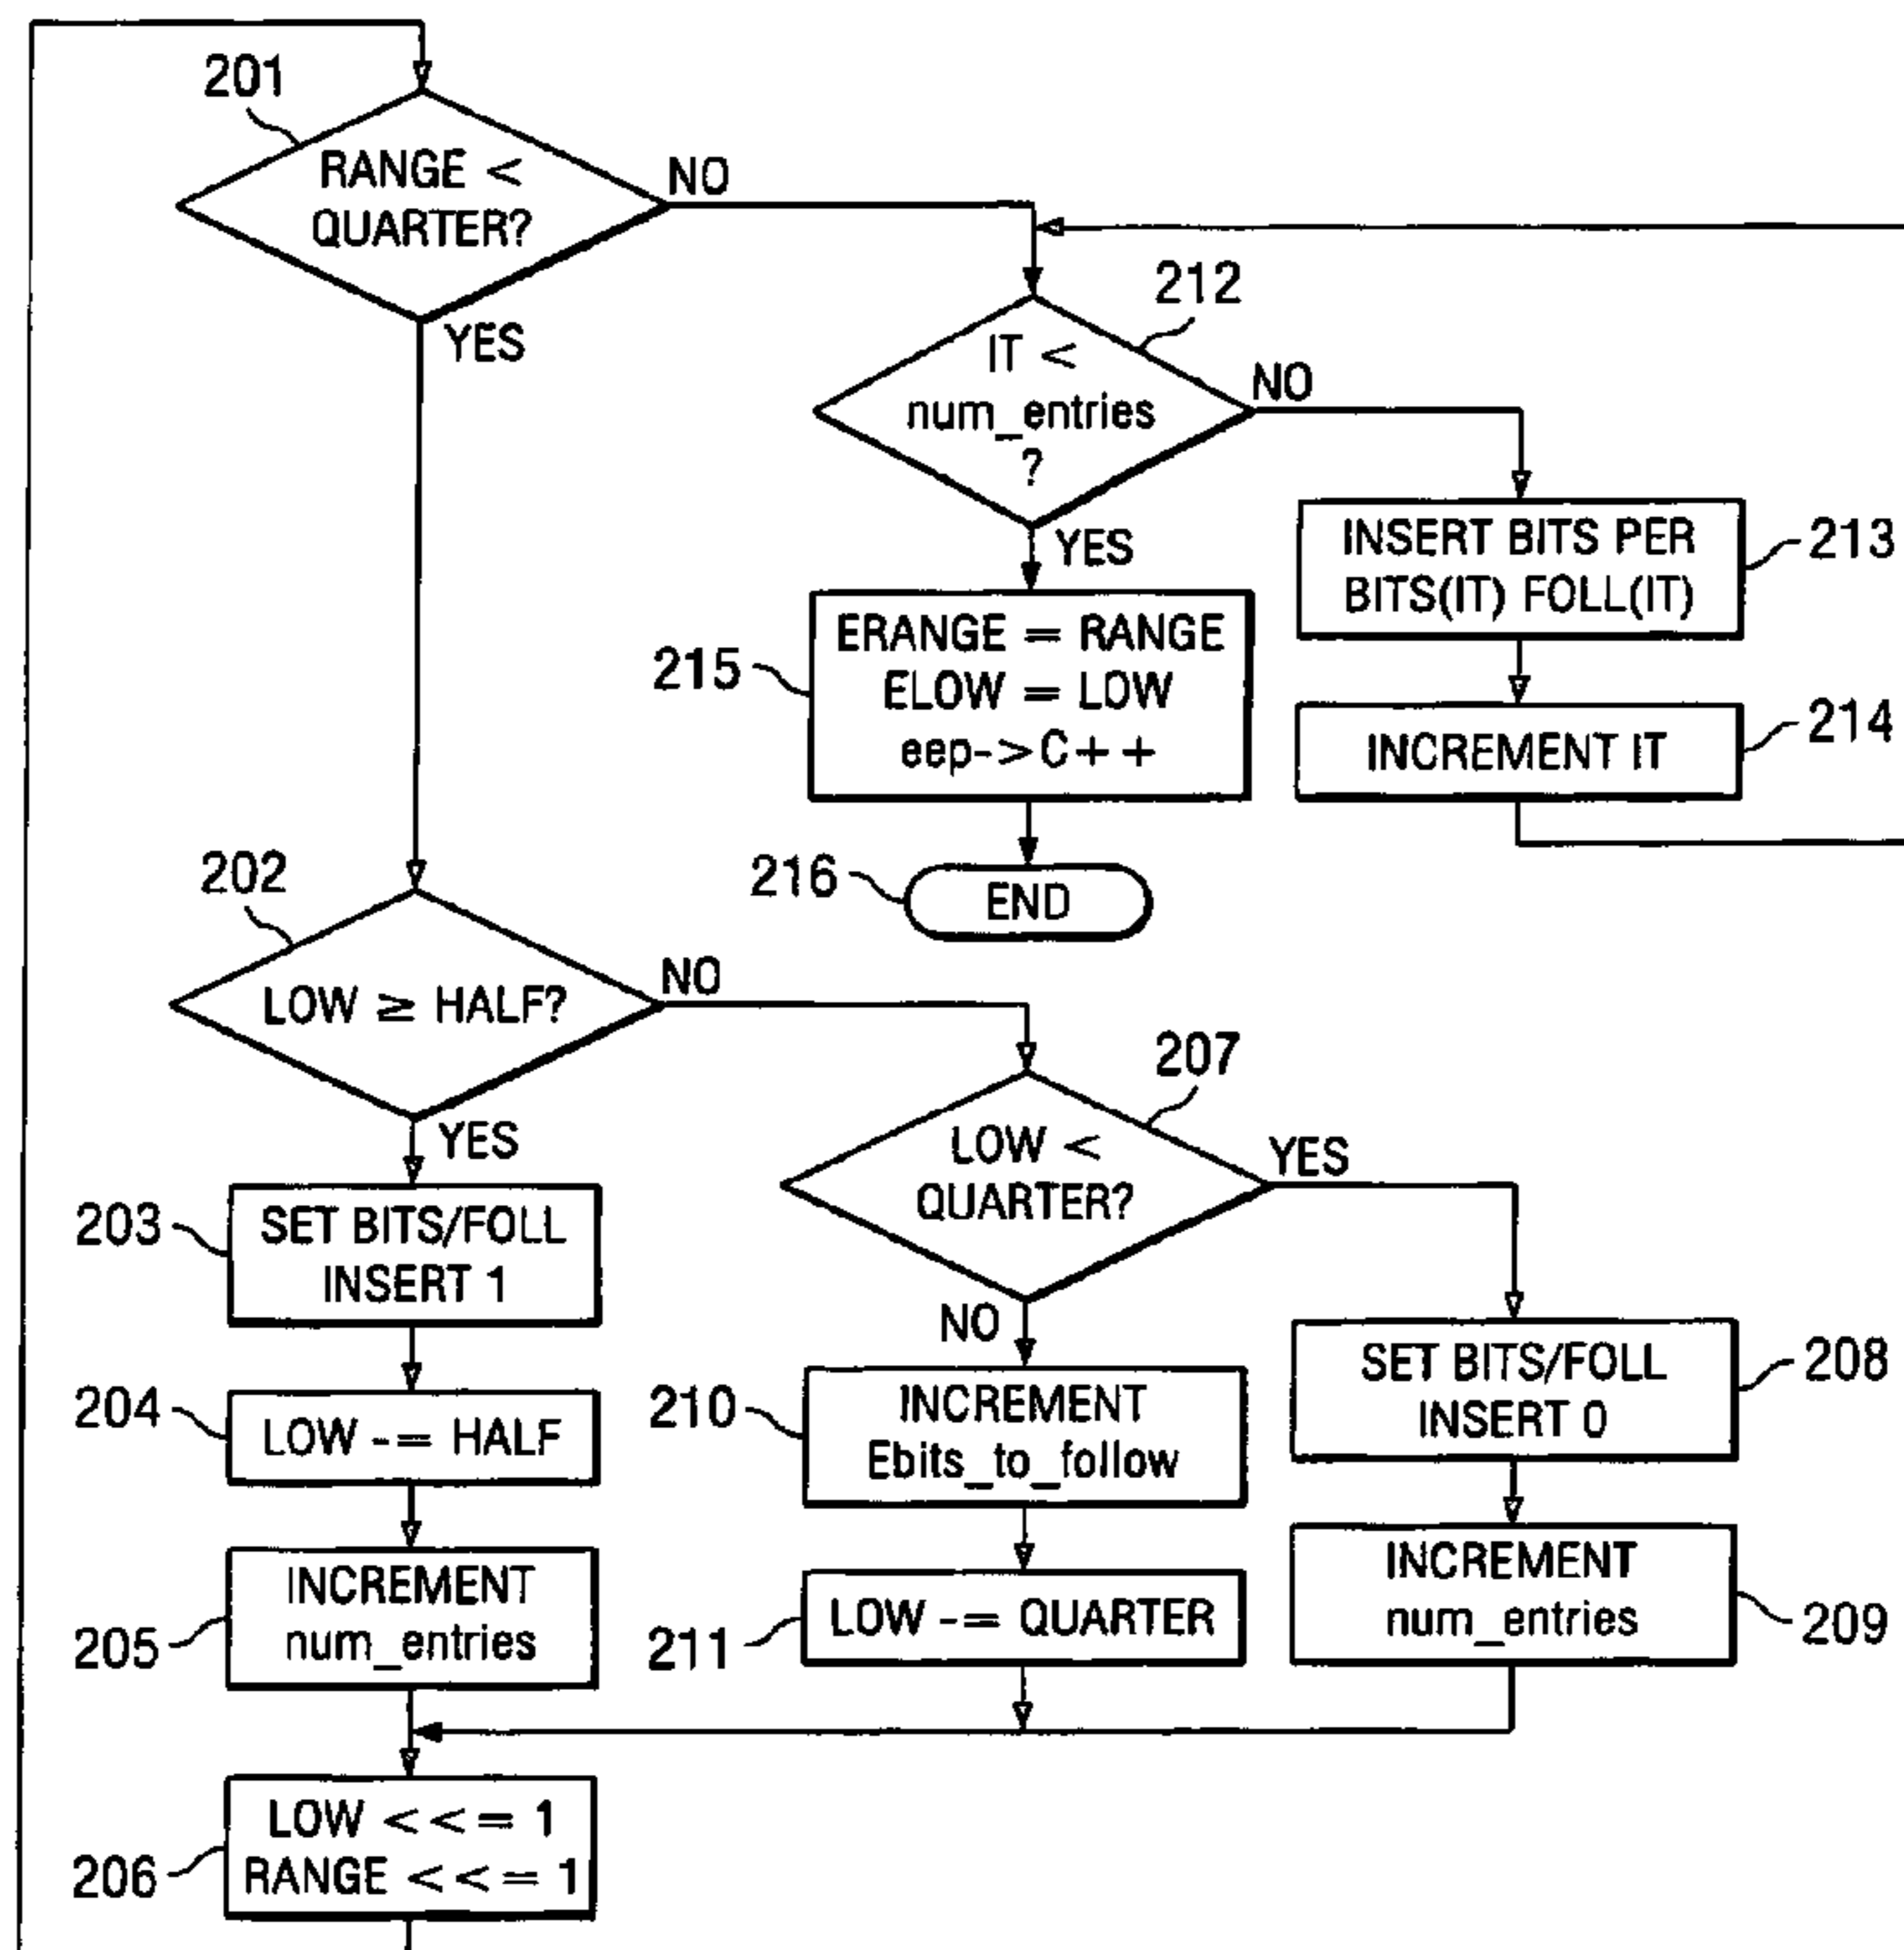 201
RANGE <
QUARTER?
NO
YES
212
IT <
num_entries
?
NO
YES
INSERT BITS PER
BITS(IT) FOLL(IT)
213
INCREMENT IT
214
ERANGE = RANGE
ELOW = LOW
eep->C++
215
216
END
202
LOW ≥ HALF?
NO
YES
207
LOW <
QUARTER?
YES
NO
203
SET BITS/FOLL
INSERT 1
204
LOW -= HALF
205
INCREMENT
num_entries
210
INCREMENT
Ebits_to_follow
211
LOW -= QUARTER
SET BITS/FOLL
INSERT 0
208
INCREMENT
num_entries
209
206
LOW <<= 1
RANGE <<= 1